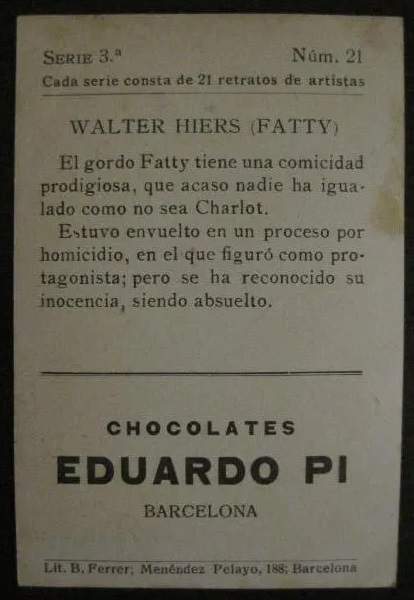 SERIE 3.ª Núm. 21
Cada serie consta de 21 retratos de artistas
WALTER HIERS (FATTY)
El gordo Fatty tiene una comicidad
prodigiosa, que acaso nadie ha igua-
lado como no sea Charlot.
Estuvo envuelto en un proceso por
homicidio, en el que figuró como pro-
tagonista; pero se ha reconocido su
inocencia, siendo absuelto.
CHOCOLATES
EDUARDO PI
BARCELONA
Lit. B. Ferrer; Menéndez Pelayo, 188; Barcelona